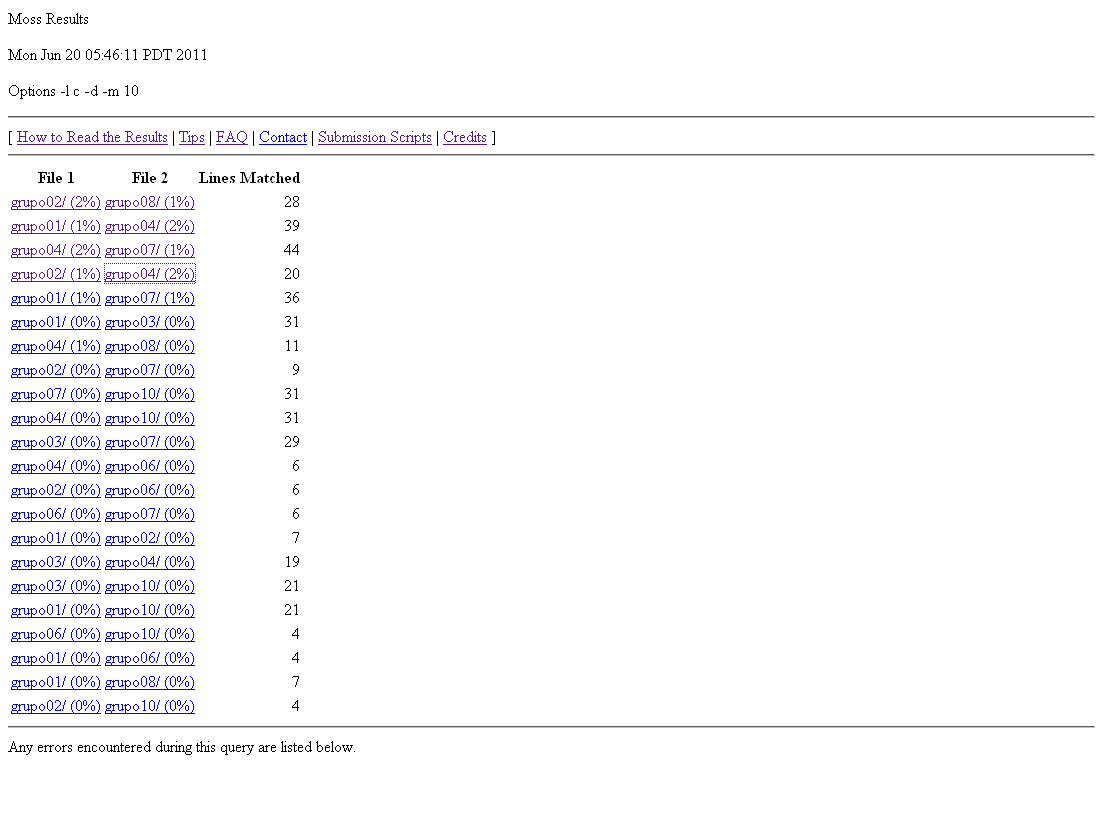 Moss Results
Mon Jun 20 05:46:11 PDT 2011
Options -l c -d -m 10
[ How to Read the Results | Tips | FAQ | Contact | Submission Scripts | Credits ]
File 1 File 2 Lines Matched
grupo02/ (2%) grupo08/ (1%) 28
grupo01/ (1%) grupo04/ (2%) 39
grupo04/ (2%) grupo07/ (1%) 44
grupo02/ (1%) grupo04/ (2%) 20
grupo01/ (1%) grupo07/ (1%) 36
grupo01/ (0%) grupo03/ (0%) 31
grupo04/ (1%) grupo08/ (0%) 11
grupo02/ (0%) grupo07/ (0%) 9
grupo07/ (0%) grupo10/ (0%) 31
grupo04/ (0%) grupo10/ (0%) 31
grupo03/ (0%) grupo07/ (0%) 29
grupo04/ (0%) grupo06/ (0%) 6
grupo02/ (0%) grupo06/ (0%) 6
grupo06/ (0%) grupo07/ (0%) 6
grupo01/ (0%) grupo02/ (0%) 7
grupo03/ (0%) grupo04/ (0%) 19
grupo03/ (0%) grupo10/ (0%) 21
grupo01/ (0%) grupo10/ (0%) 21
grupo06/ (0%) grupo10/ (0%) 4
grupo01/ (0%) grupo06/ (0%) 4
grupo01/ (0%) grupo08/ (0%) 7
grupo02/ (0%) grupo10/ (0%) 4
Any errors encountered during this query are listed below.